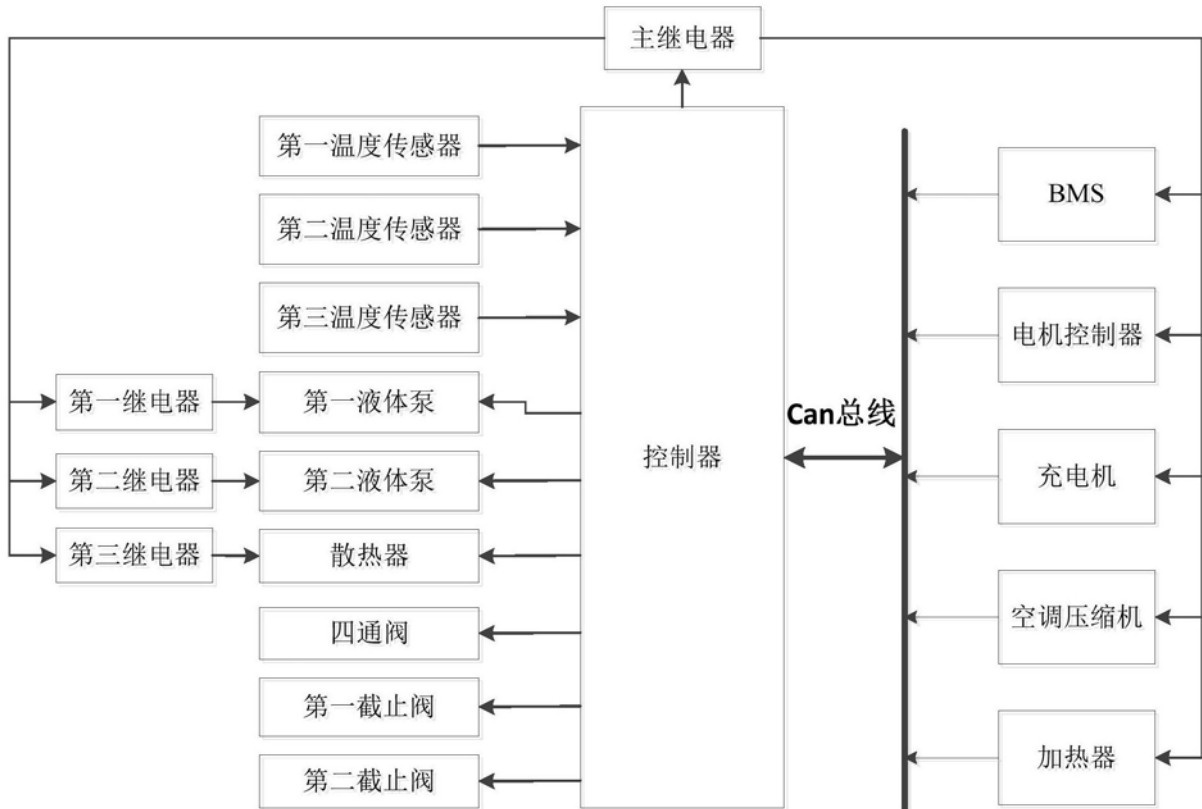 主继电器
第一温度传感器
第二温度传感器
第三温度传感器
第一继电器
第一液体泵
第二继电器
第二液体泵
第三继电器
散热器
四通阀
第一截止阀
第二截止阀
控制器
Can总线
BMS
电机控制器
充电机
空调压缩机
加热器